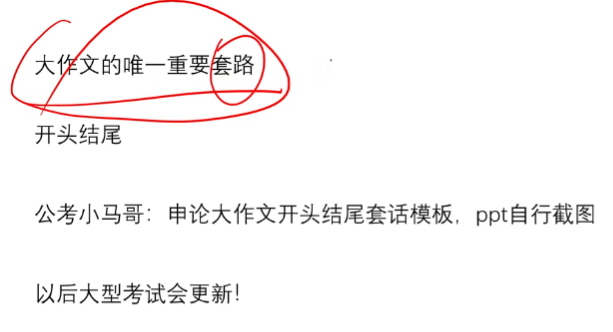 大作文的唯一重要套路
开头结尾
公考小马哥：申论大作文开头结尾套话模板，ppt自行截图
以后大型考试会更新！